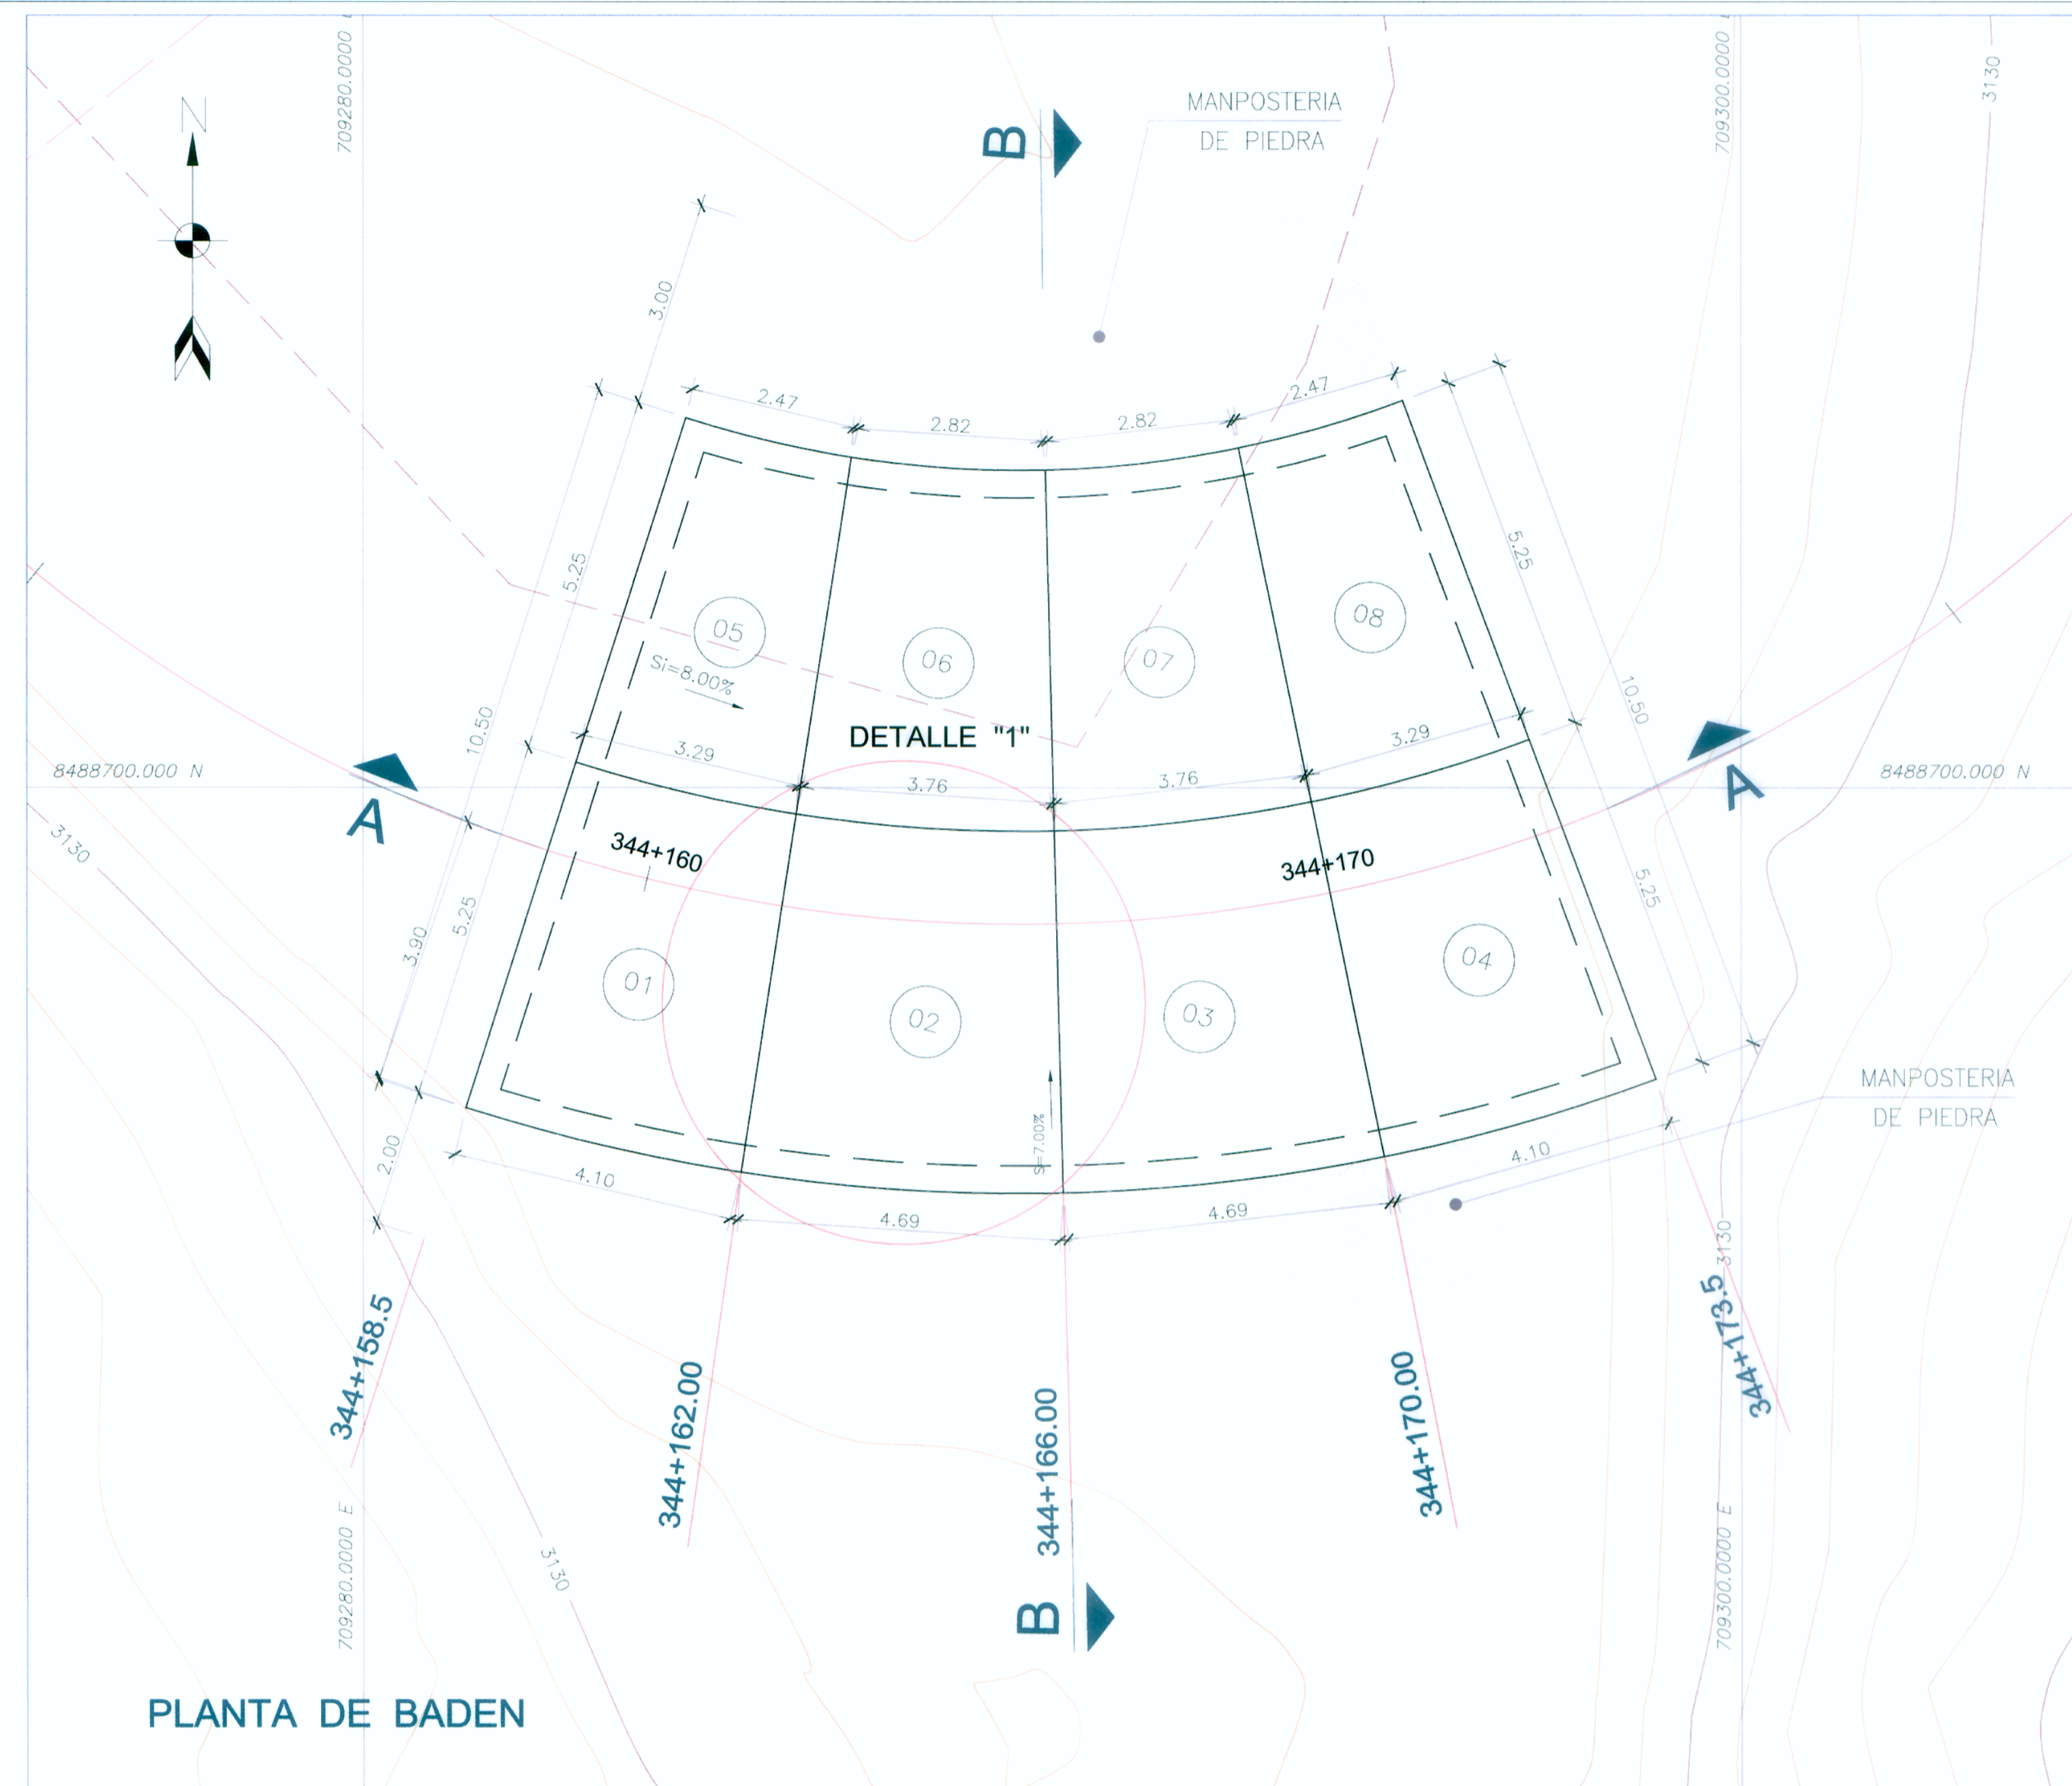 709280.0000
709300.0000
3130
N
B
MANPOSTERIA
DE PIEDRA
3.00
2.47
2.82
2.82
2.47
5.25
5.25
05
06
07
08
Si=8.00%
10.50
10.50
DETALLE "1"
3.29
3.76
3.76
3.29
8488700.000 N
8488700.000 N
A
A
3130
344+160
344+170
3.90
5.25
5.25
01
02
03
04
MANPOSTERIA
DE PIEDRA
2.00
Si=7.00%
4.10
4.69
4.69
4.10
3130
344+158.5
344+162.00
344+166.00
344+170.00
344+173.5
709280.0000 E
3130
B
709300.0000 E
PLANTA DE BADEN